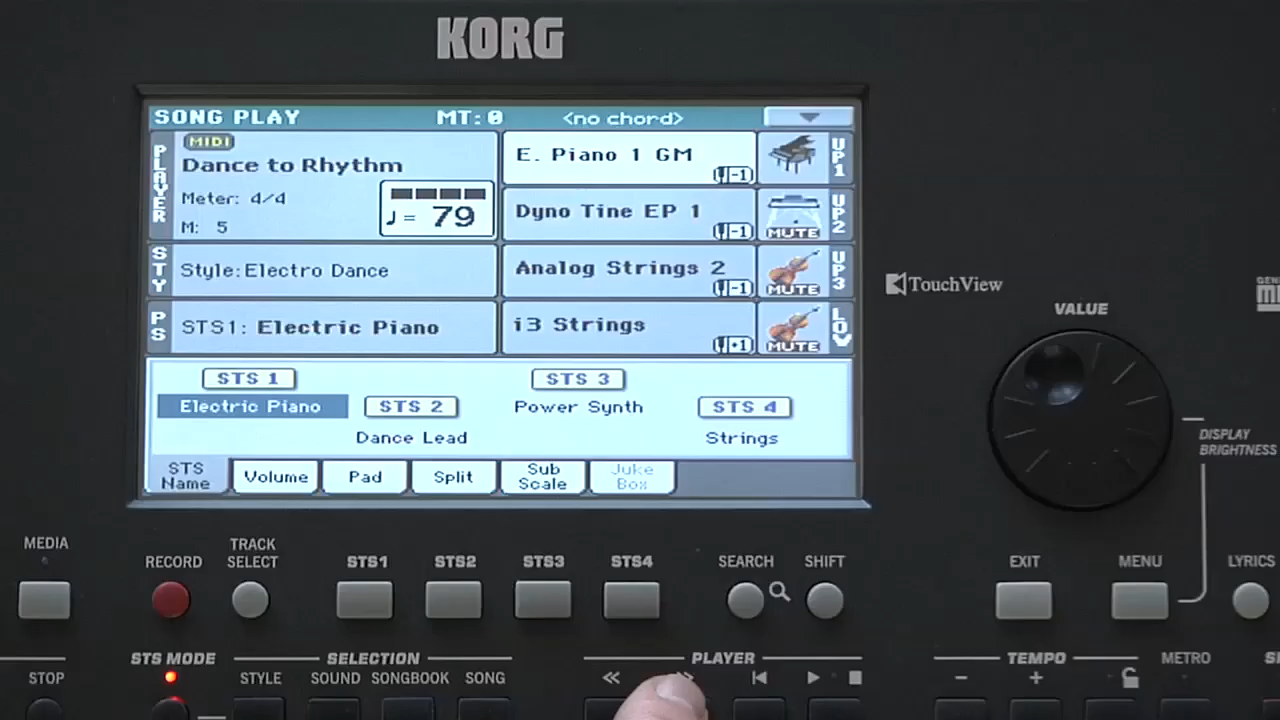 KORG
SONG PLAY MT: 0 <no chord>
PLAYER
MIDI
Dance to Rhythm
Meter: 4/4
M: 5
♩ = 79
E. Piano 1 GM
-1
UP1
Dyno Tine EP 1
-1
MUTE
UP2
STY
Style:Electro Dance
Analog Strings 2
-1
MUTE
UP3
PS
STS1: Electric Piano
i3 Strings
+1
MUTE
LOW
STS 1
Electric Piano
STS 2
Dance Lead
STS 3
Power Synth
STS 4
Strings
STS Name
Volume
Pad
Split
Sub Scale
Juke Box
TouchView
VALUE
DISPLAY
BRIGHTNESS
MEDIA
RECORD
TRACK
SELECT
STS1
STS2
STS3
STS4
SEARCH
SHIFT
EXIT
MENU
LYRICS
STOP
STS MODE
SELECTION
STYLE
SOUND
SONGBOOK
SONG
PLAYER
TEMPO
- +
METRO